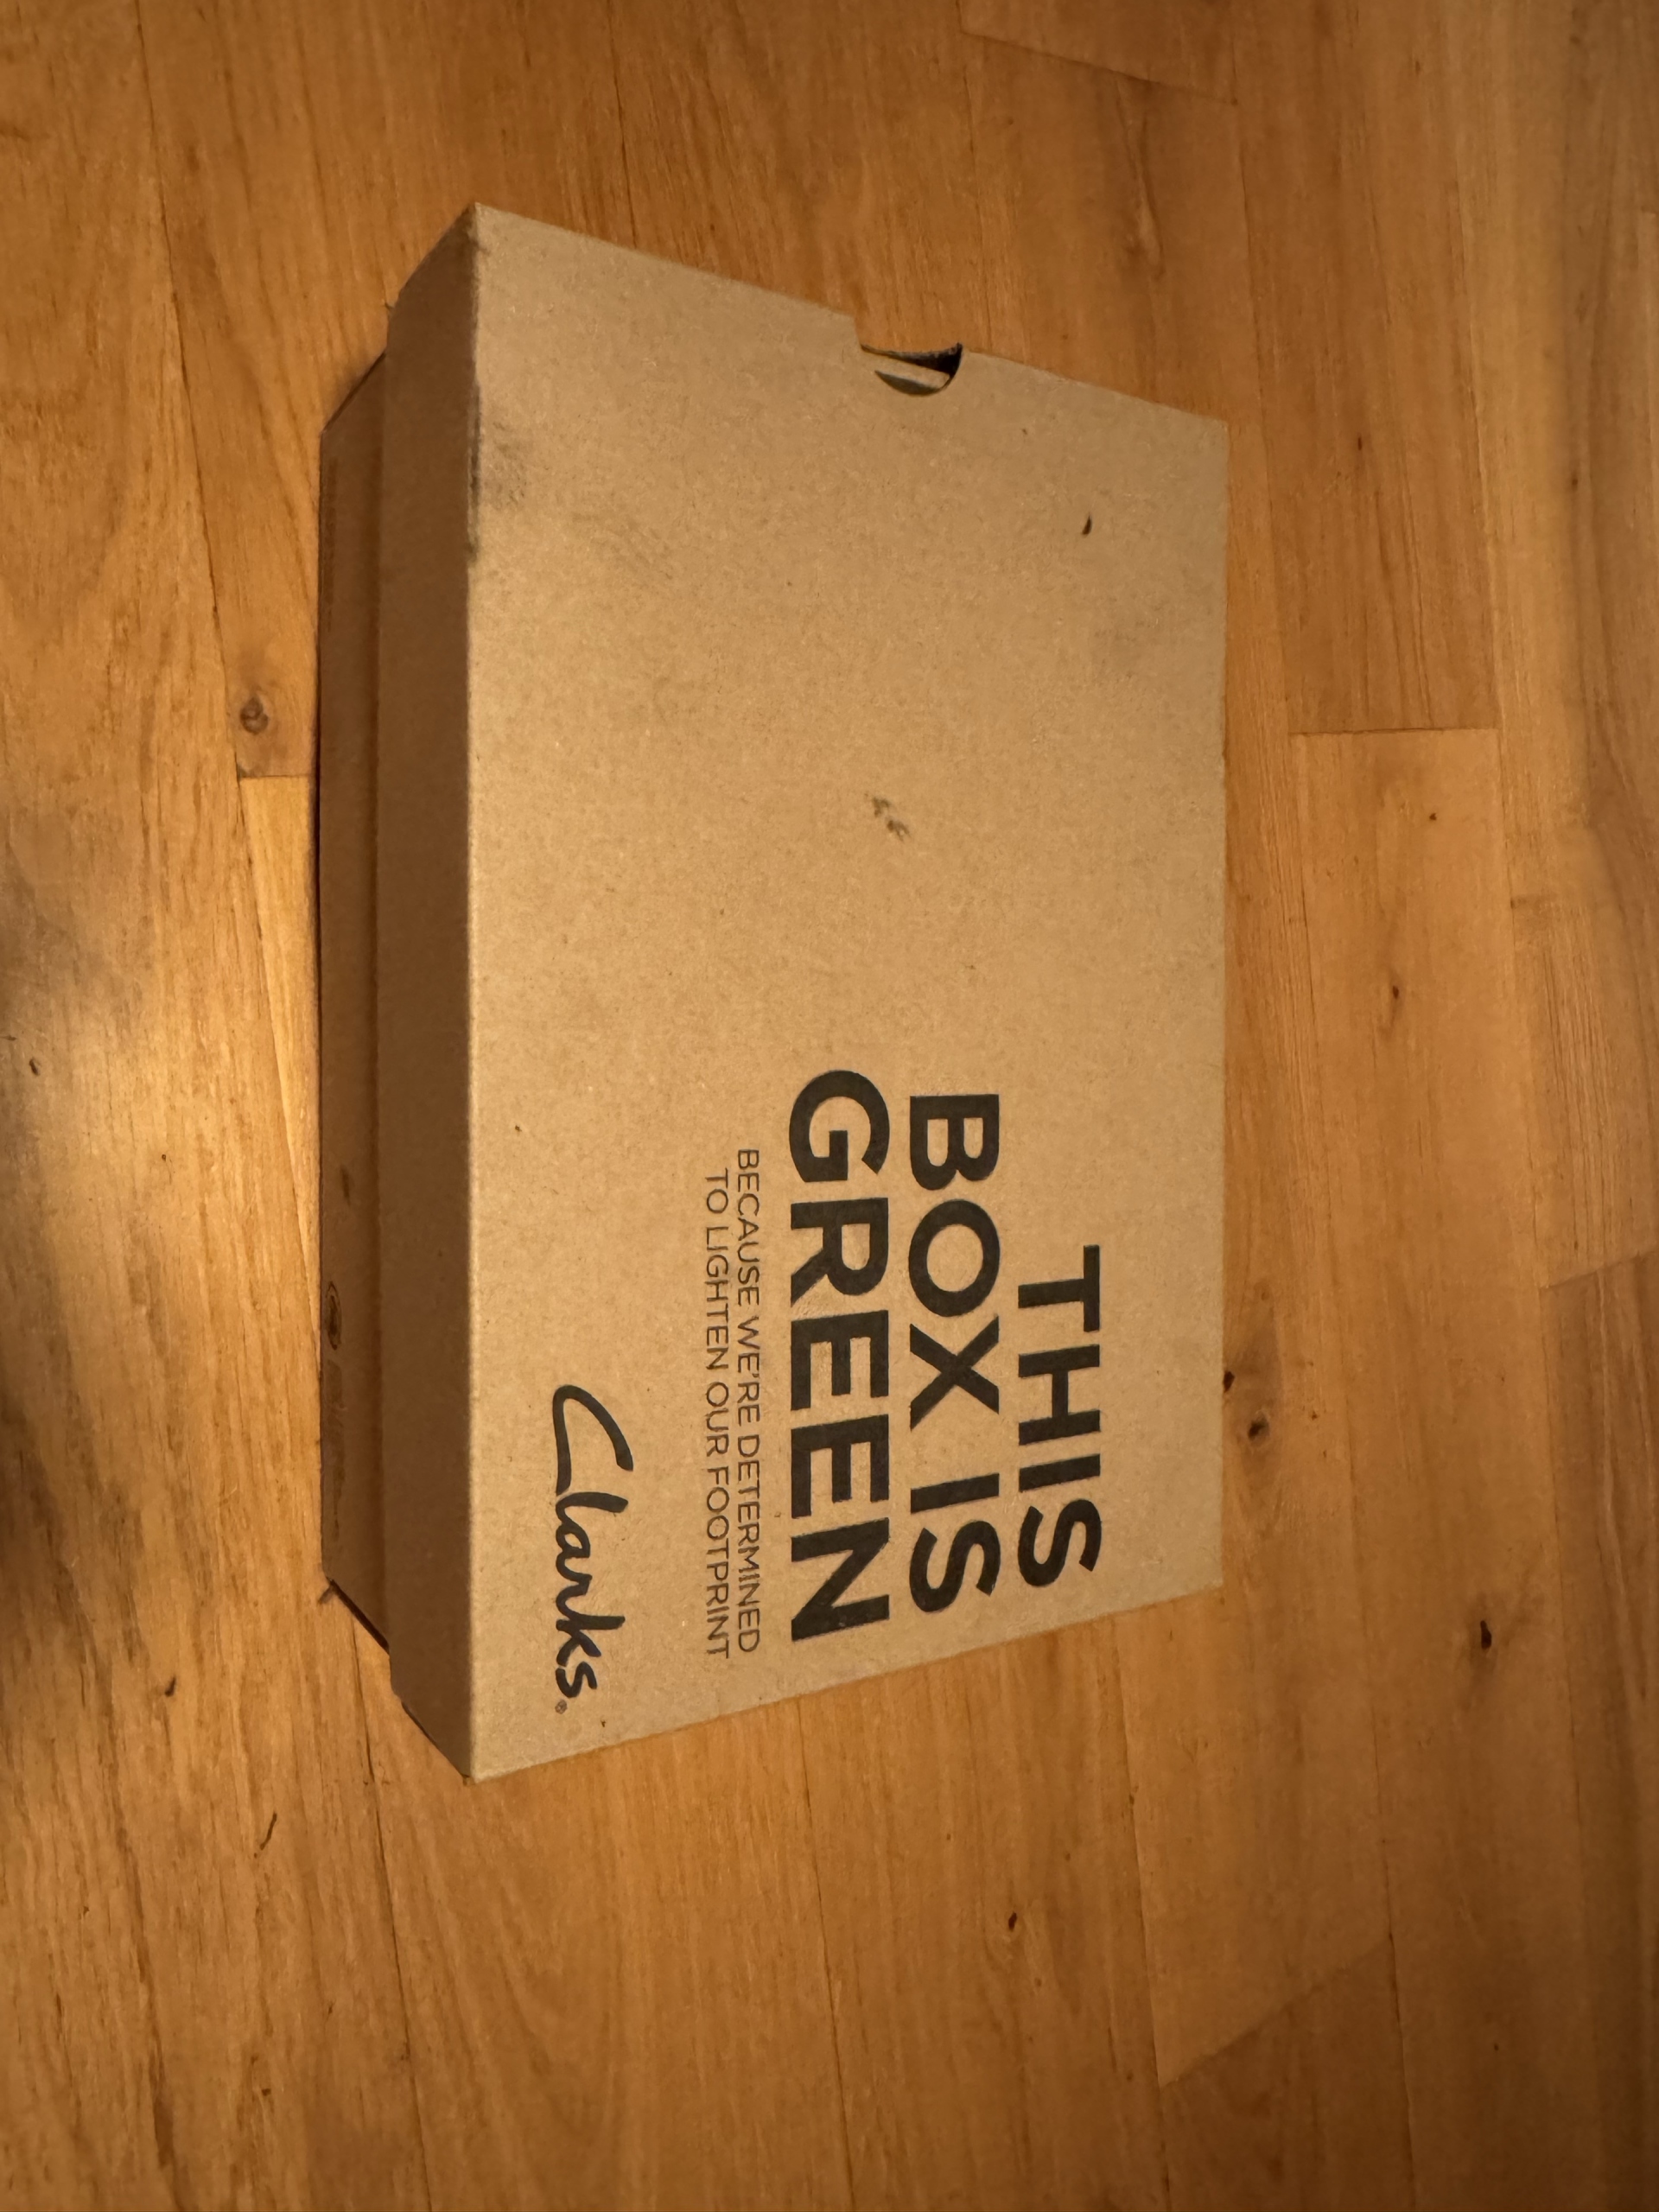 THIS
BOX IS
GREEN
BECAUSE WE'RE DETERMINED
TO LIGHTEN OUR FOOTPRINT
Clarks®